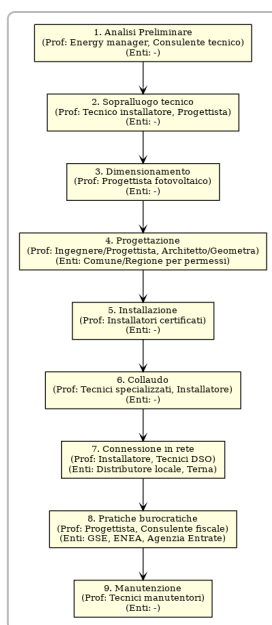 1. Analisi Preliminare
(Prof: Energy manager, Consulente tecnico)
(Enti: -)
2. Sopralluogo tecnico
(Prof: Tecnico installatore, Progettista)
(Enti: -)
3. Dimensionamento
(Prof: Progettista fotovoltaico)
(Enti: -)
4. Progettazione
(Prof: Ingegnere/Progettista, Architetto/Geometra)
(Enti: Comune/Regione per permessi)
5. Installazione
(Prof: Installatori certificati)
(Enti: -)
6. Collaudo
(Prof: Tecnici specializzati, Installatore)
(Enti: -)
7. Connessione in rete
(Prof: Installatore, Tecnici DSO)
(Enti: Distributore locale, Terna)
8. Pratiche burocratiche
(Prof: Progettista, Consulente fiscale)
(Enti: GSE, ENEA, Agenzia Entrate)
9. Manutenzione
(Prof: Tecnici manutentori)
(Enti: -)